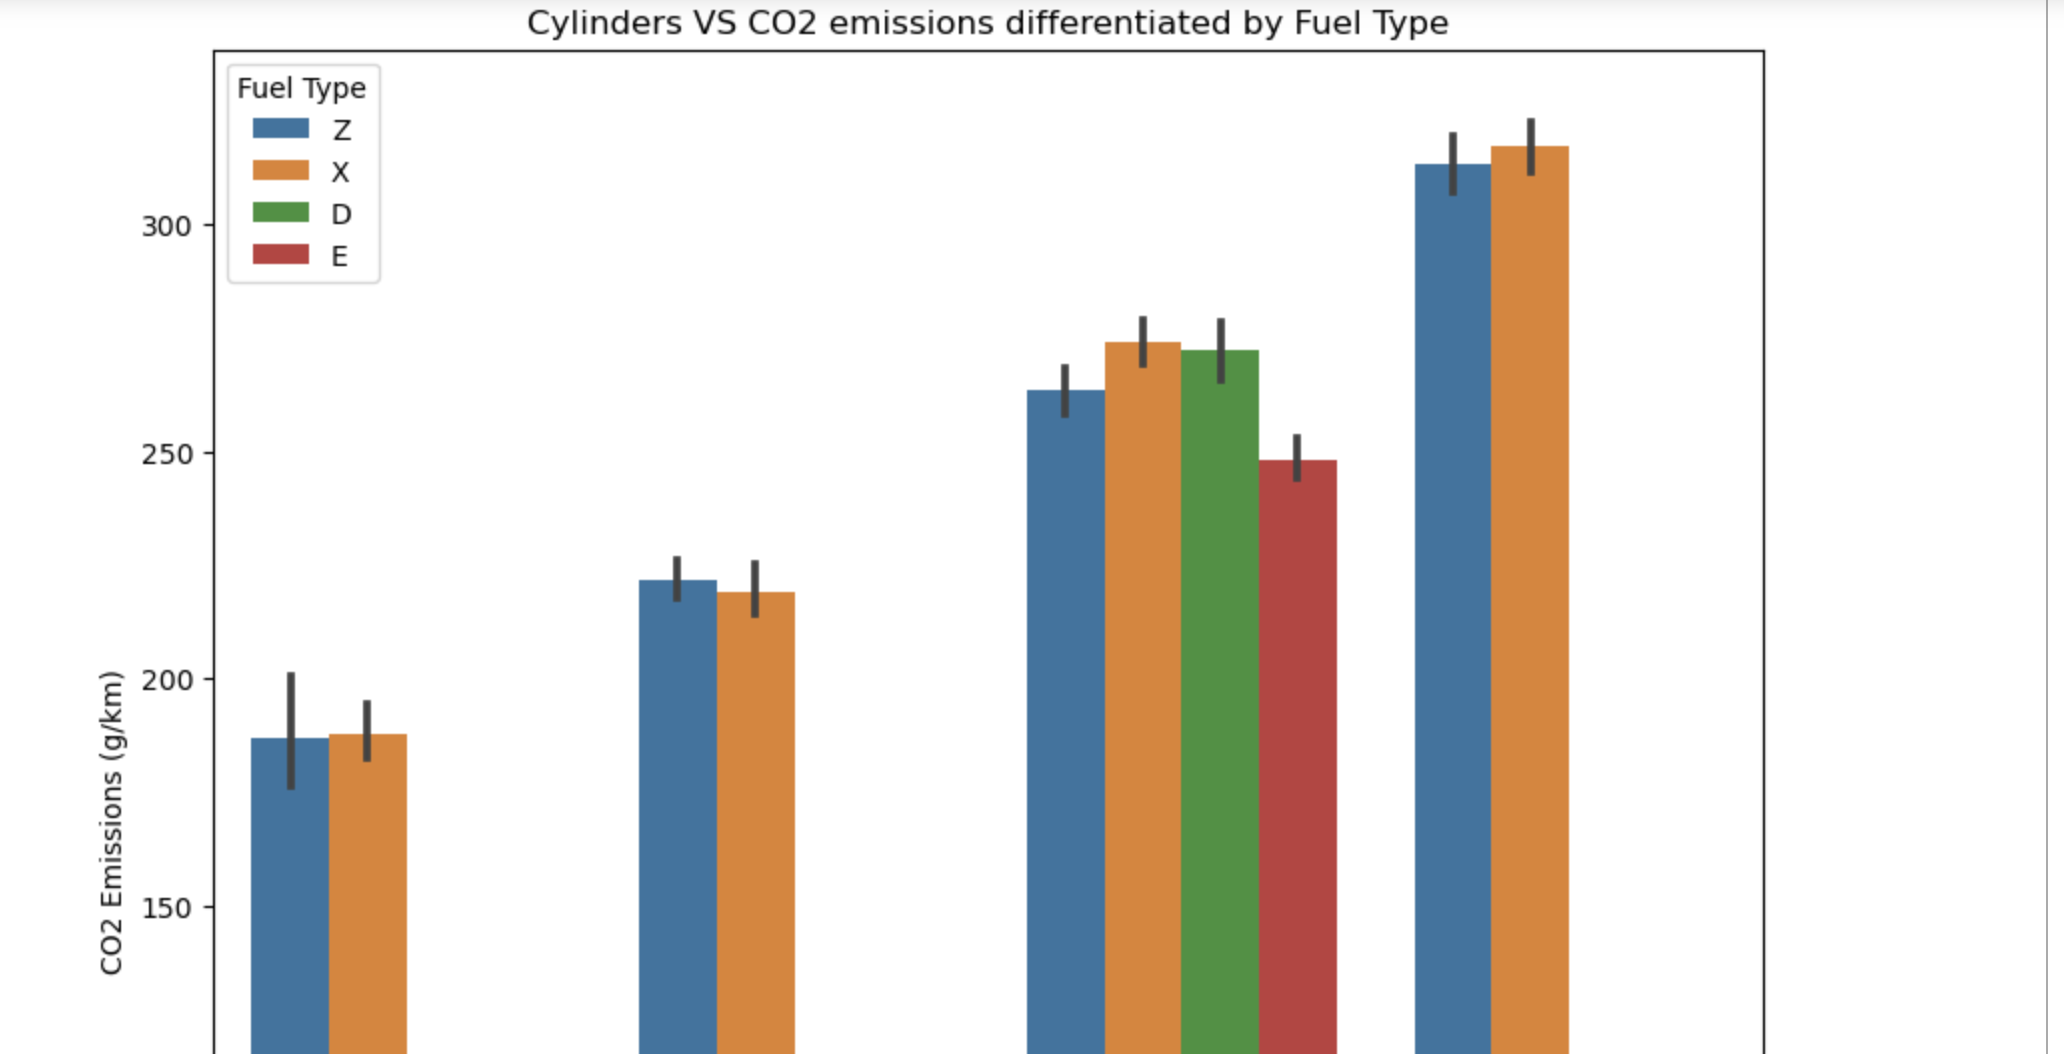 Cylinders VS CO2 emissions differentiated by Fuel Type
Fuel Type
Z
X
D
E
300
250
200
150
CO2 Emissions (g/km)